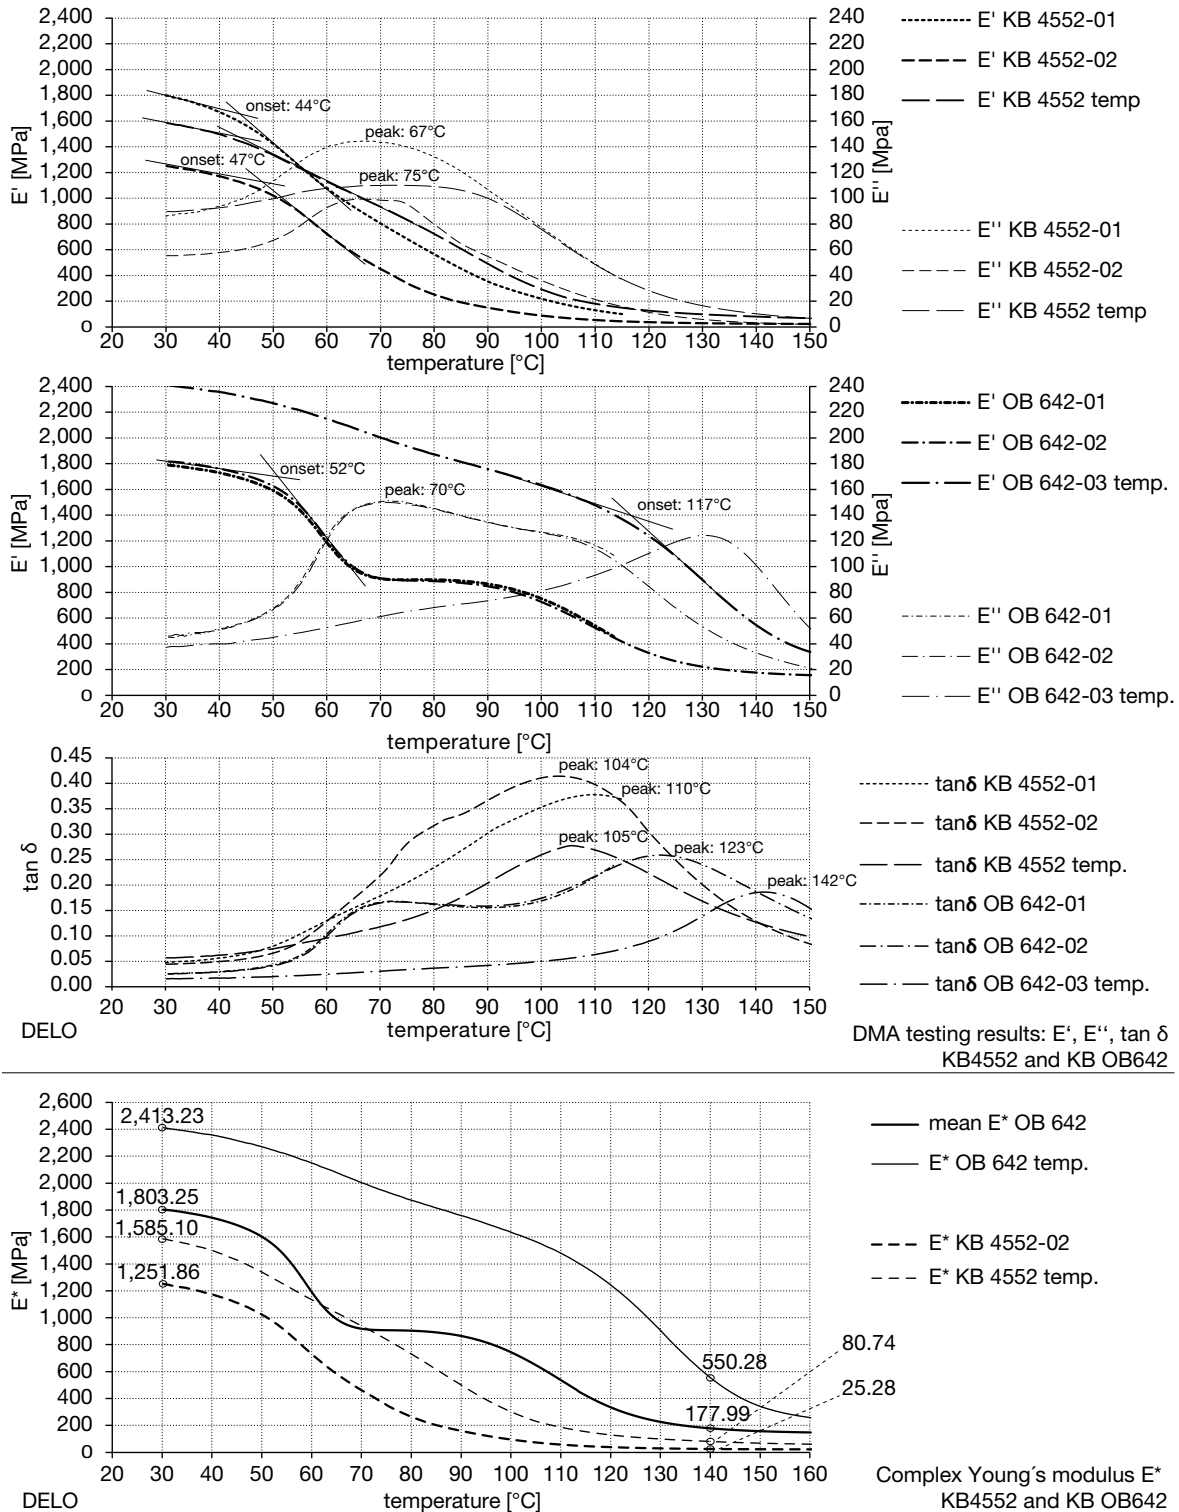 2,400
2,200
2,000
1,800
1,600
1,400
1,200
1,000
800
600
400
200
0
E' [MPa]
240
220
200
180
160
140
120
100
80
60
40
20
0
E'' [Mpa]
onset: 44°C
peak: 67°C
onset: 47°C
peak: 75°C
20 30 40 50 60 70 80 90 100 110 120 130 140 150
temperature [°C]
E' KB 4552-01
E' KB 4552-02
E' KB 4552 temp
E'' KB 4552-01
E'' KB 4552-02
E'' KB 4552 temp
2,400
2,200
2,000
1,800
1,600
1,400
1,200
1,000
800
600
400
200
0
E' [MPa]
240
220
200
180
160
140
120
100
80
60
40
20
0
E'' [Mpa]
onset: 52°C
peak: 70°C
onset: 117°C
20 30 40 50 60 70 80 90 100 110 120 130 140 150
temperature [°C]
E' OB 642-01
E' OB 642-02
E' OB 642-03 temp.
E'' OB 642-01
E'' OB 642-02
E'' OB 642-03 temp.
0.45
0.40
0.35
0.30
0.25
0.20
0.15
0.10
0.05
0.00
tan δ
peak: 104°C
peak: 110°C
peak: 105°C
peak: 123°C
peak: 142°C
20 30 40 50 60 70 80 90 100 110 120 130 140 150
temperature [°C]
tanδ KB 4552-01
tanδ KB 4552-02
tanδ KB 4552 temp.
tanδ OB 642-01
tanδ OB 642-02
tanδ OB 642-03 temp.
DELO
DMA testing results: E‘, E‘‘, tan δ
KB4552 and KB OB642
2,600
2,400
2,200
2,000
1,800
1,600
1,400
1,200
1,000
800
600
400
200
0
E* [MPa]
2,413.23
1,803.25
1,585.10
1,251.86
550.28
177.99
80.74
25.28
20 30 40 50 60 70 80 90 100 110 120 130 140 150 160
temperature [°C]
mean E* OB 642
E* OB 642 temp.
E* KB 4552-02
E* KB 4552 temp.
DELO
Complex Young´s modulus E*
KB4552 and KB OB642